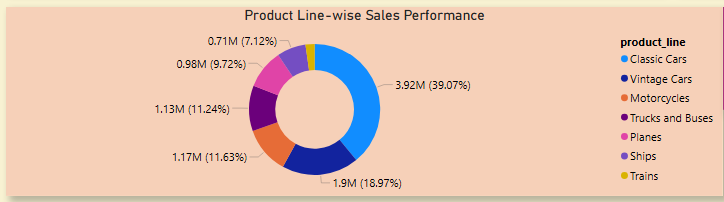 Product Line-wise Sales Performance
0.71M (7.12%)
0.98M (9.72%)
1.13M (11.24%)
1.17M (11.63%)
3.92M (39.07%)
1.9M (18.97%)
product_line
Classic Cars
Vintage Cars
Motorcycles
Trucks and Buses
Planes
Ships
Trains